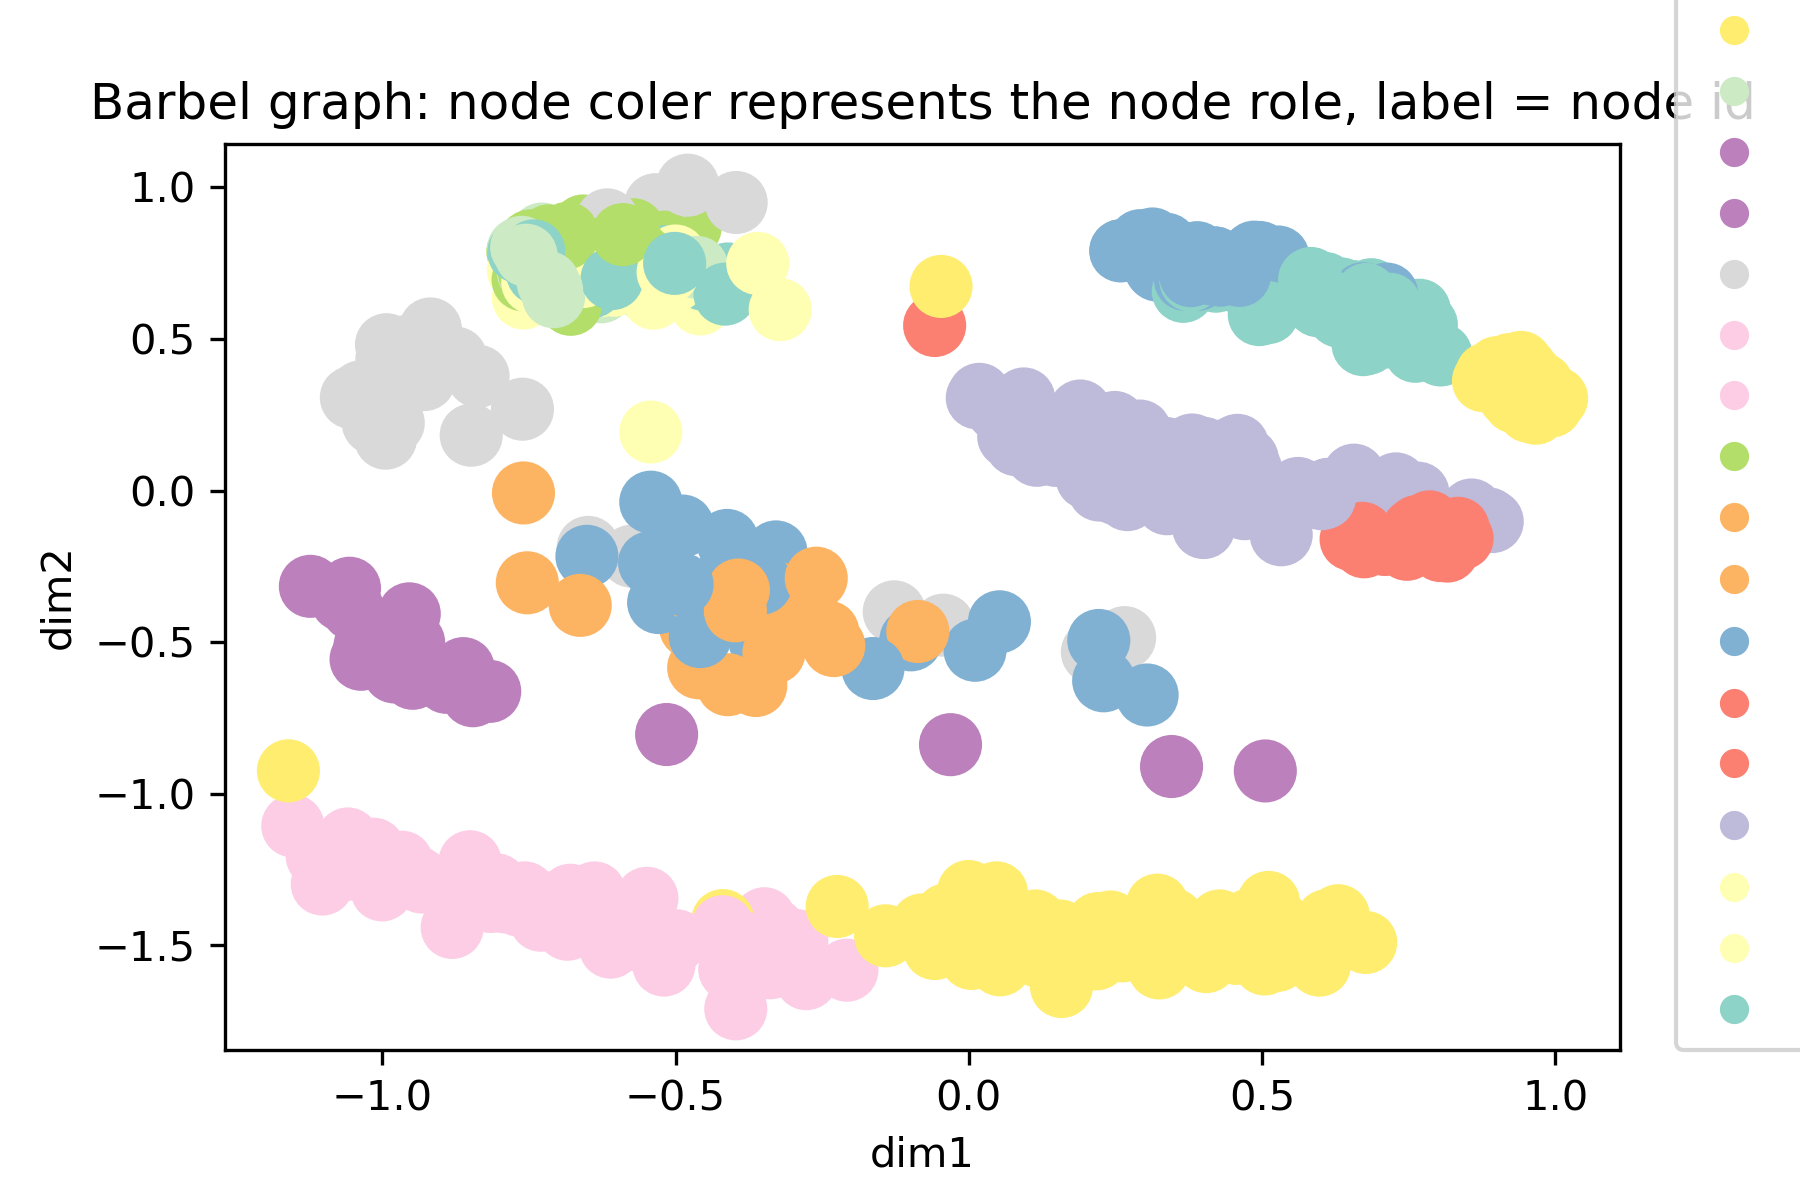 Barbel graph: node coler represents the node role, label = node id
1.0
0.5
0.0
−0.5
−1.0
−1.5
dim2
−1.0 −0.5 0.0 0.5 1.0
dim1